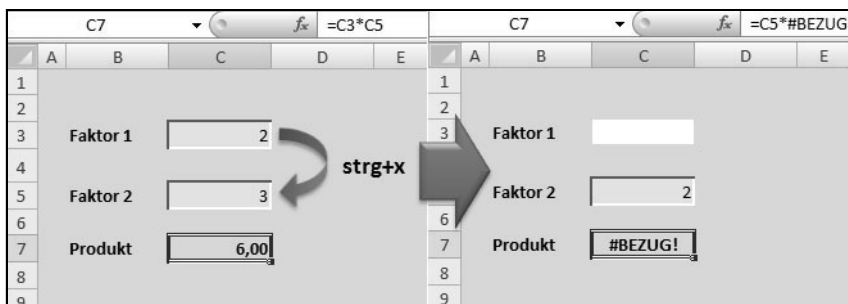 C7 fx =C3*C5
A B C D E
1
2
3 Faktor 1 2
4
5 Faktor 2 3
6
7 Produkt 6,00
8
9
strg+x
C7 fx =C5*#BEZUG
A B C D E
1
2
3 Faktor 1
Faktor 2 2
6
7 Produkt #BEZUG!
8
9